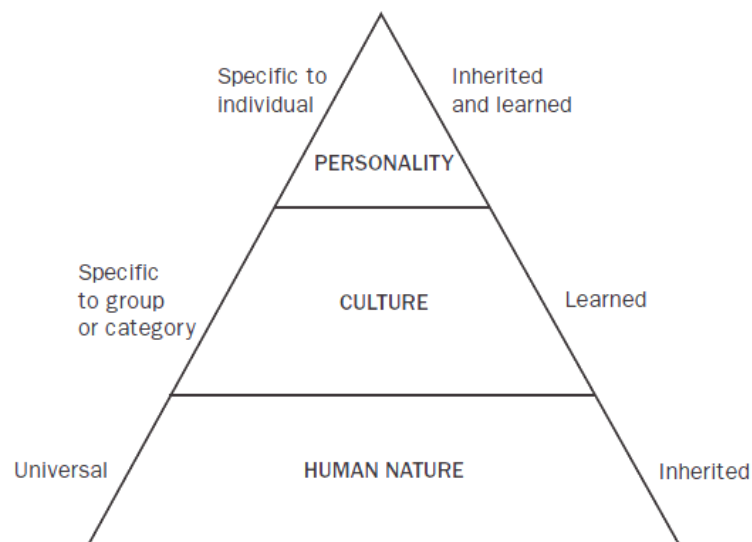 Specific to
individual
Inherited
and learned
PERSONALITY
Specific
to group
or category
CULTURE
Learned
Universal
HUMAN NATURE
Inherited